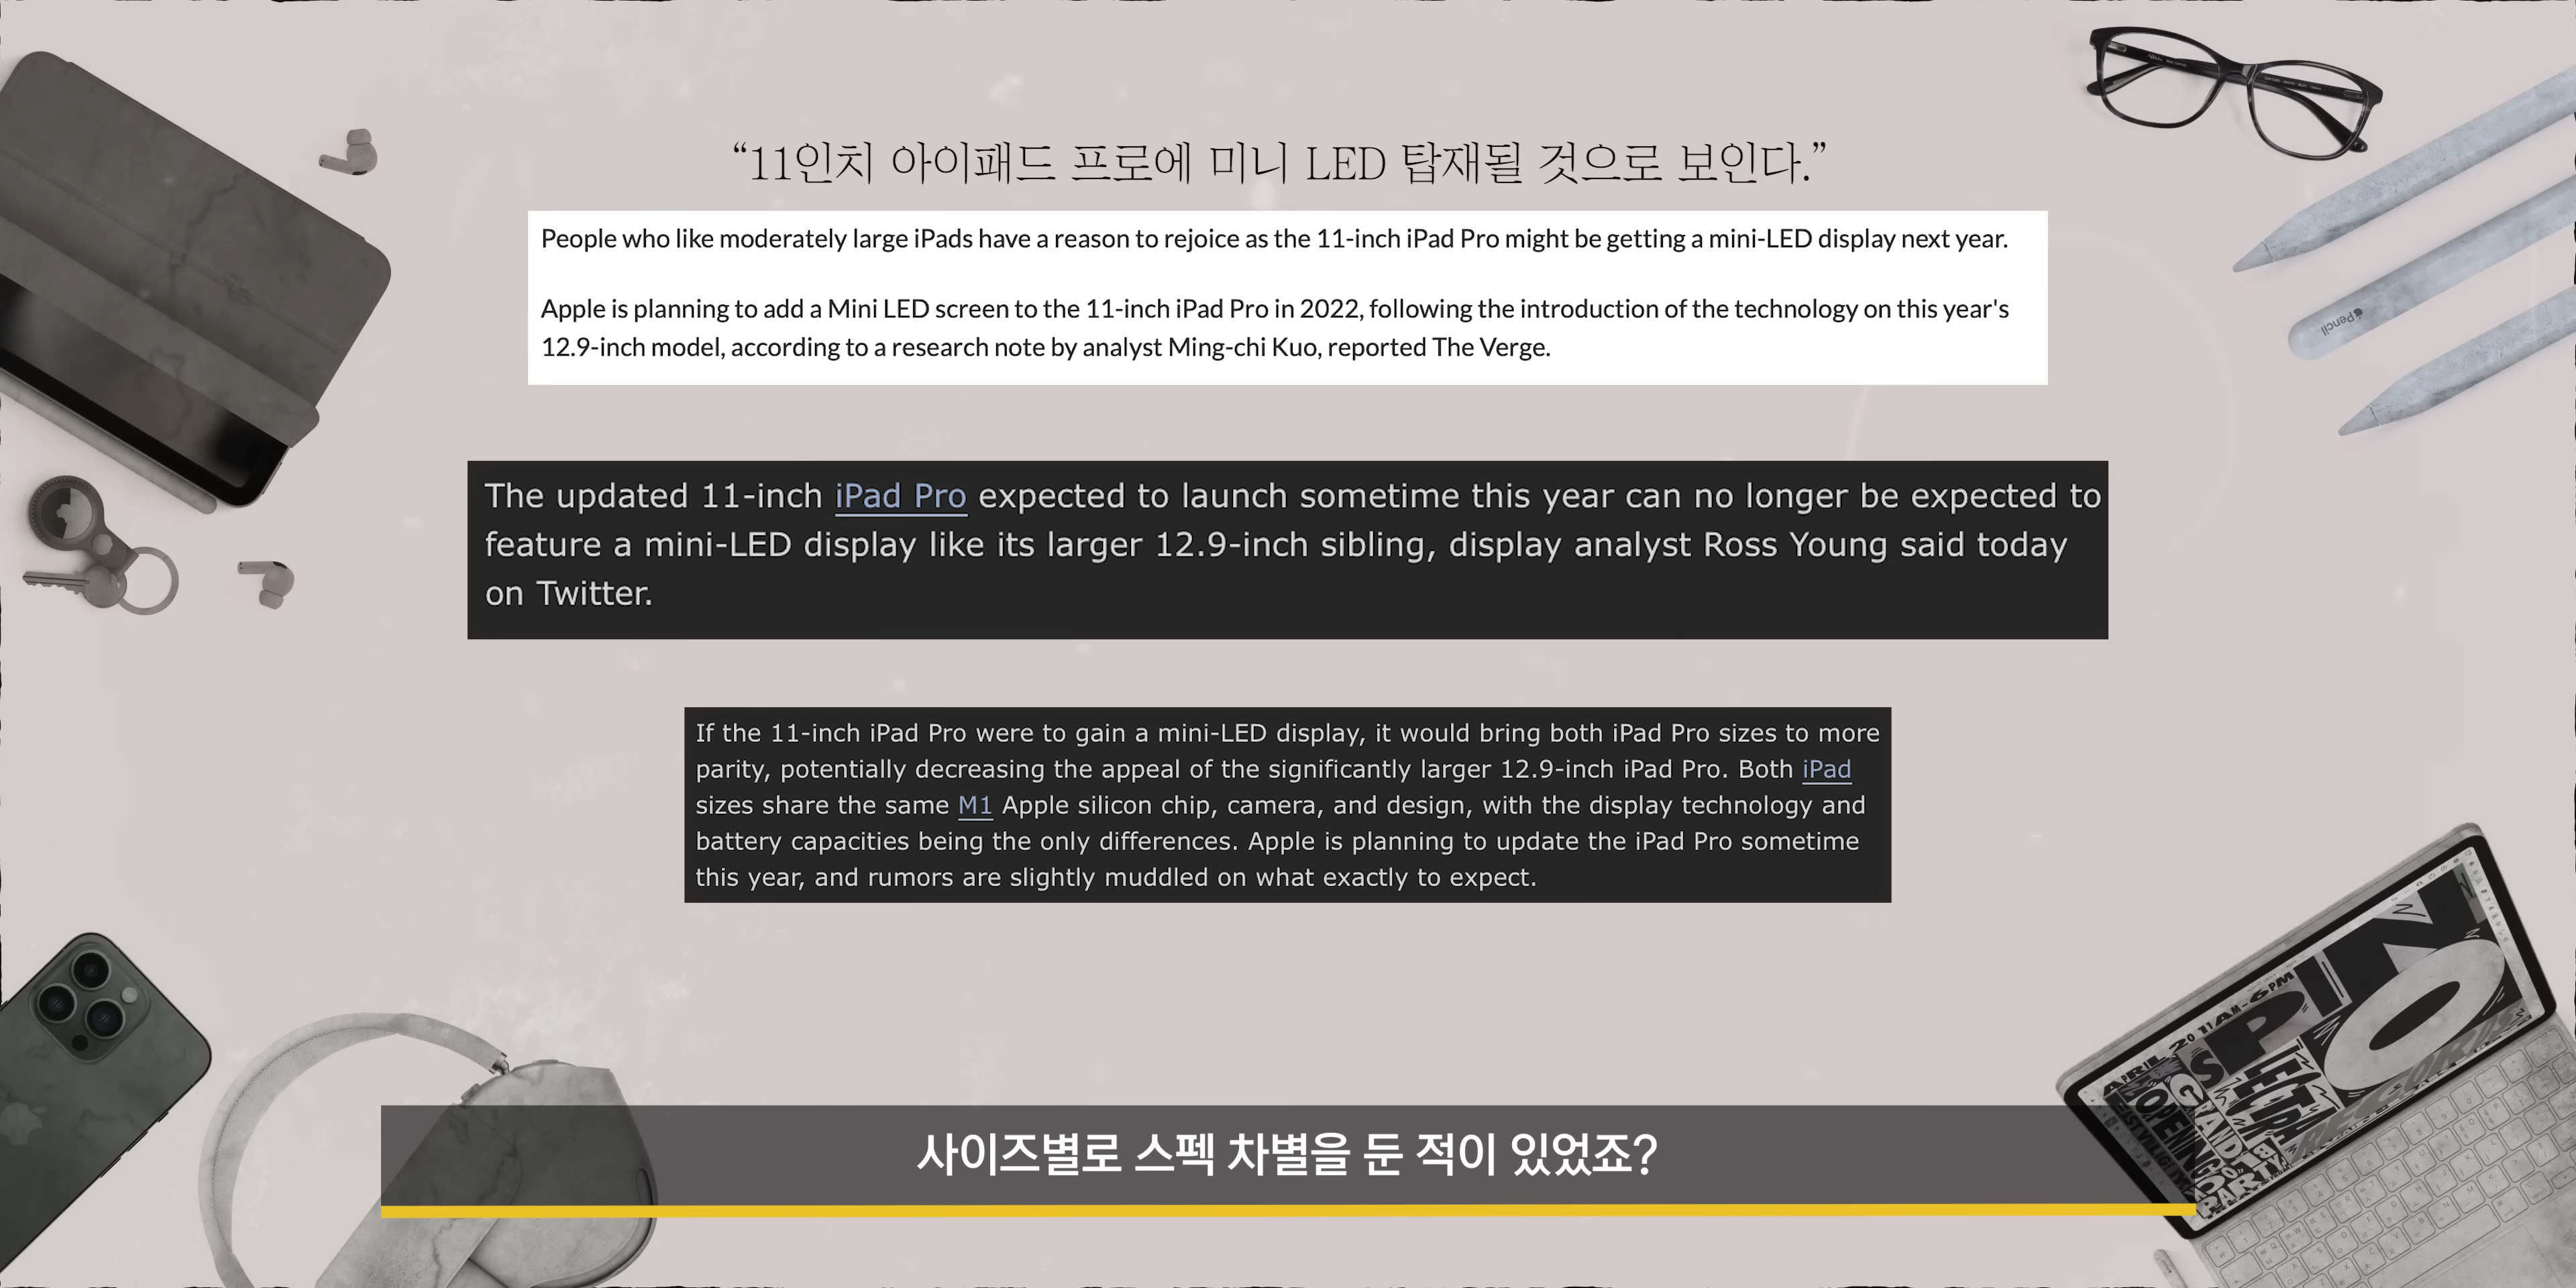 “11인치 아이패드 프로에 미니 LED 탑재될 것으로 보인다.”
People who like moderately large iPads have a reason to rejoice as the 11-inch iPad Pro might be getting a mini-LED display next year.
Apple is planning to add a Mini LED screen to the 11-inch iPad Pro in 2022, following the introduction of the technology on this year's
12.9-inch model, according to a research note by analyst Ming-chi Kuo, reported The Verge.
Pencil
The updated 11-inch iPad Pro expected to launch sometime this year can no longer be expected to
feature a mini-LED display like its larger 12.9-inch sibling, display analyst Ross Young said today
on Twitter.
If the 11-inch iPad Pro were to gain a mini-LED display, it would bring both iPad Pro sizes to more
parity, potentially decreasing the appeal of the significantly larger 12.9-inch iPad Pro. Both iPad
sizes share the same M1 Apple silicon chip, camera, and design, with the display technology and
battery capacities being the only differences. Apple is planning to update the iPad Pro sometime
this year, and rumors are slightly muddled on what exactly to expect.
APRIL 20 11AM-6PM
SPIN
GRAND
OPENING
PARTY
사이즈별로 스펙 차별을 둔 적이 있었죠?